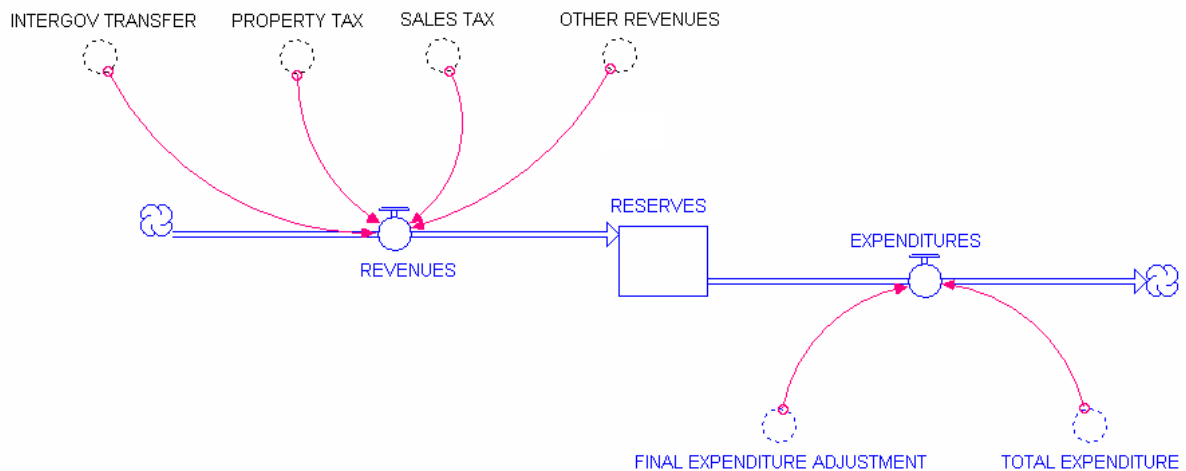 INTERGOV TRANSFER
PROPERTY TAX
SALES TAX
OTHER REVENUES
RESERVES
EXPENDITURES
REVENUES
FINAL EXPENDITURE ADJUSTMENT
TOTAL EXPENDITURE